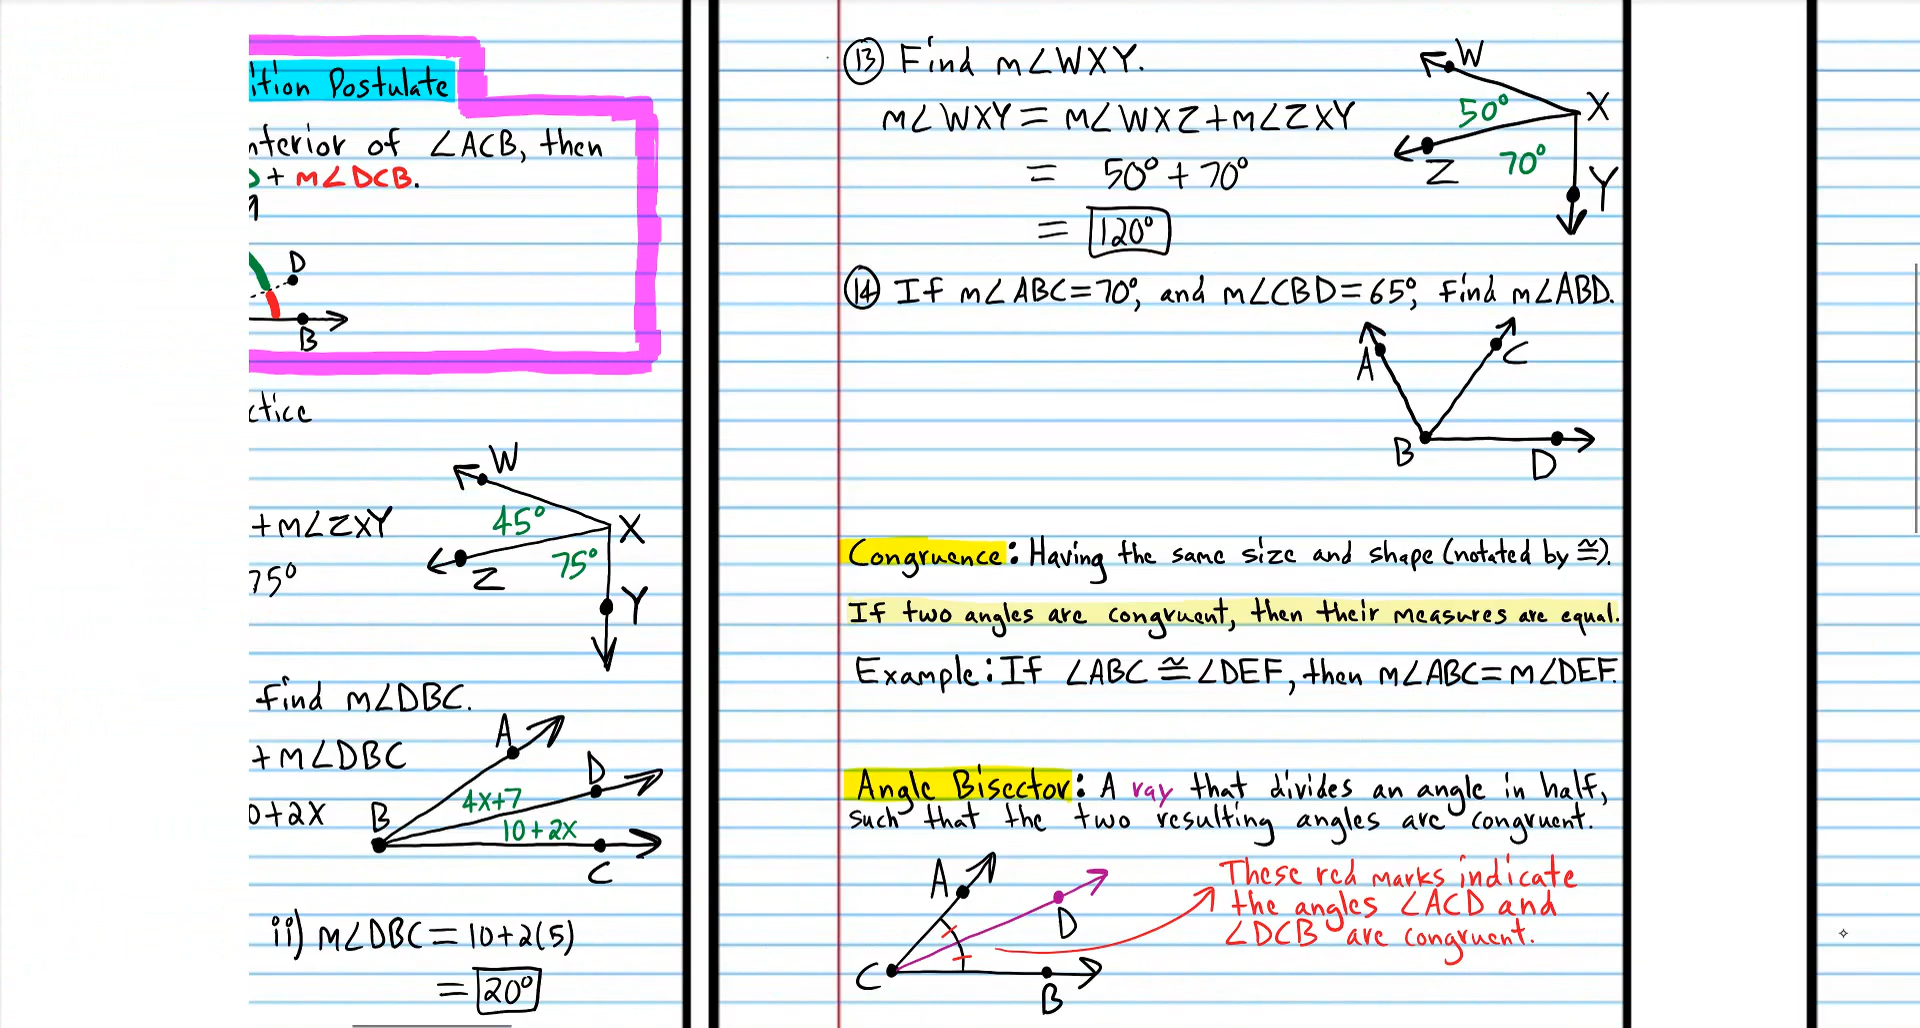 ition Postulate
nterior of ∠ACB, then
+ m∠DCB.
D
B
ctice
W
45°
X
+m∠ZXY
75°
Z
75°
Y
find m∠DBC.
A
+m∠DBC
D
4x+7
B
0+2x
10+2x
C
ii) m∠DBC = 10+2(5)
= 20°
⑬ Find m∠WXY.
W
m∠WXY = m∠WXZ+m∠ZXY
50°
X
= 50°+70°
Z
70°
Y
= 120°
⑭ If m∠ABC=70°, and m∠CBD=65°, find m∠ABD.
A
C
B
D
Congruence: Having the same size and shape (notated by ≅).
If two angles are congruent, then their measures are equal.
Example: If ∠ABC ≅ ∠DEF, then m∠ABC = m∠DEF.
Angle Bisector: A ray that divides an angle in half,
such that the two resulting angles are congruent.
A
D
C
B
These red marks indicate
the angles ∠ACD and
∠DCB are congruent.